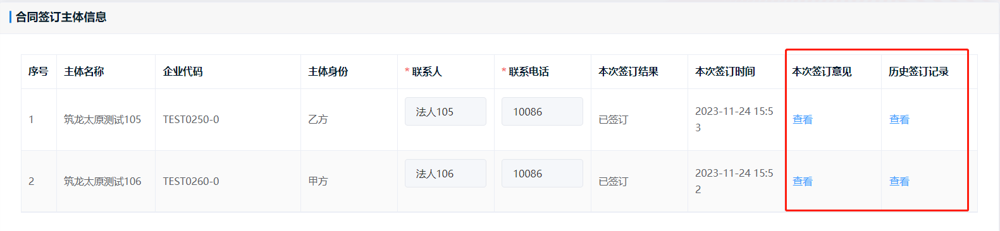 合同签订主体信息
序号 主体名称 企业代码 主体身份 * 联系人 * 联系电话 本次签订结果 本次签订时间 本次签订意见 历史签订记录
1 筑龙太原测试105 TEST0250-0 乙方 法人105 10086 已签订 2023-11-24 15:5
3 查看 查看
2 筑龙太原测试106 TEST0260-0 甲方 法人106 10086 已签订 2023-11-24 15:5
2 查看 查看